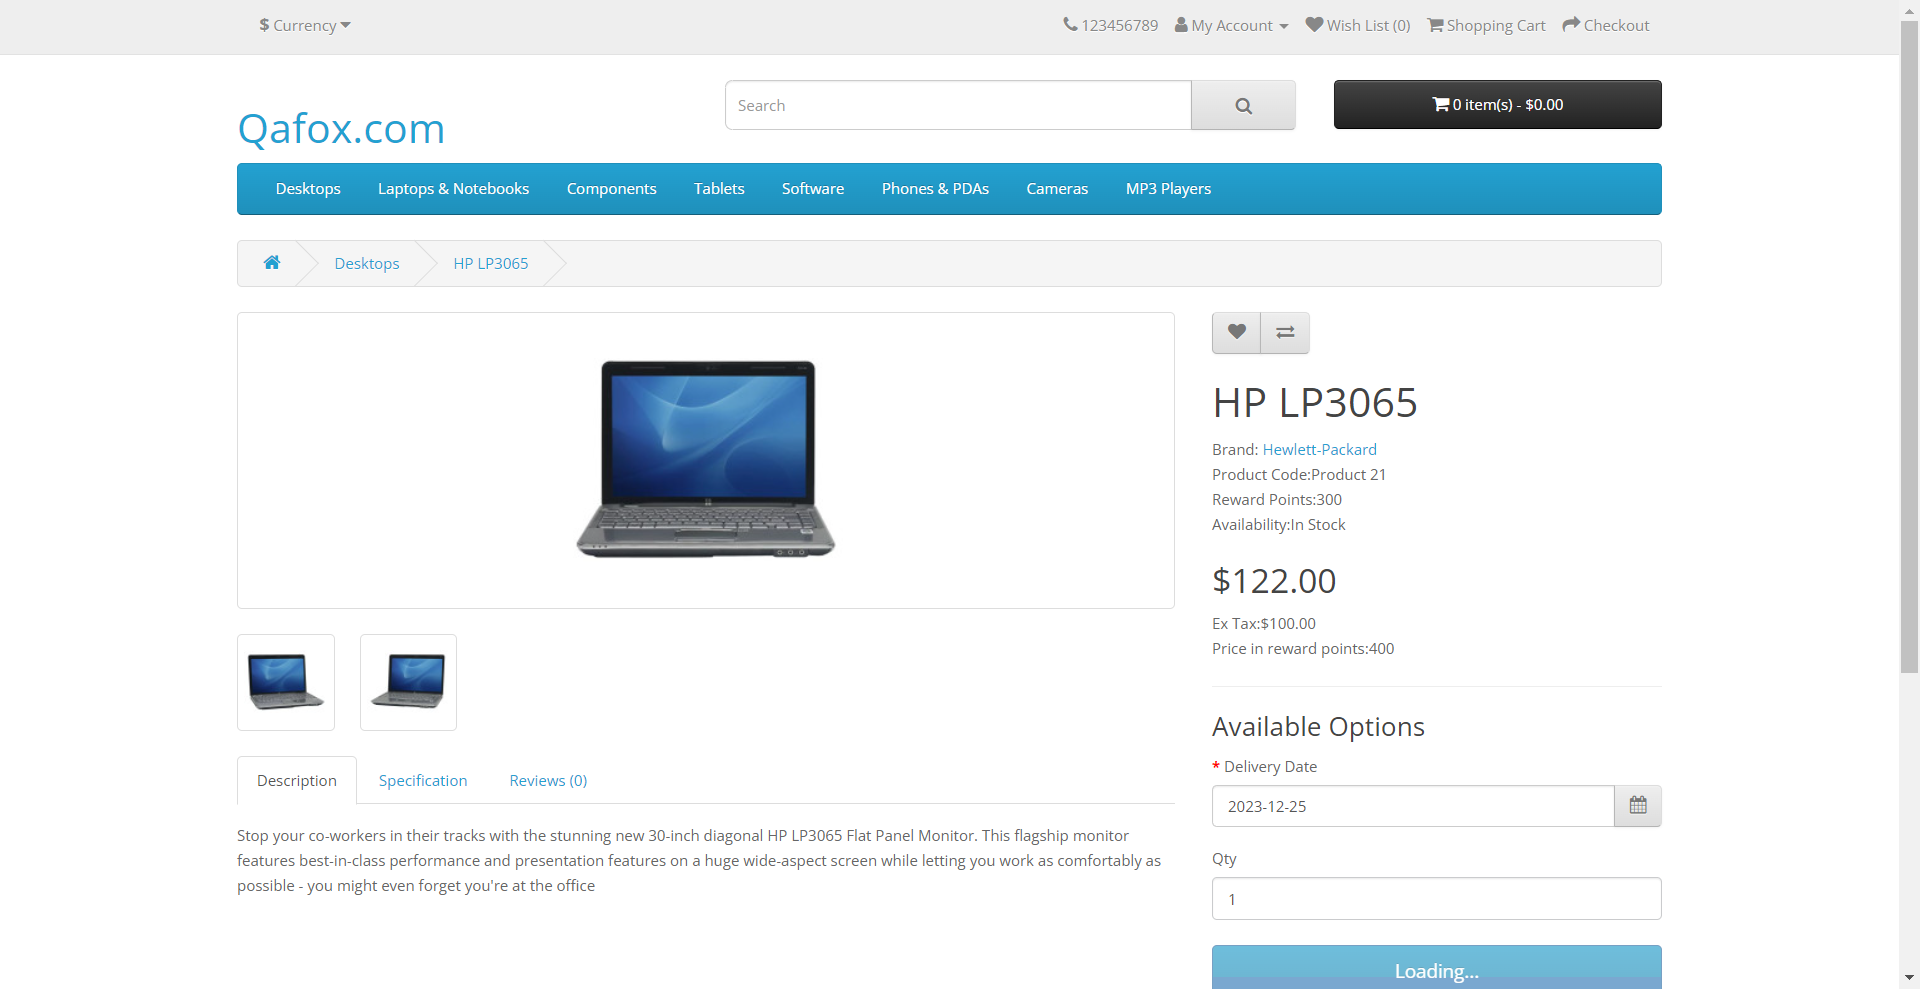 $ Currency
123456789 My Account Wish List (0) Shopping Cart Checkout
Qafox.com
Search
0 item(s) - $0.00
Desktops Laptops & Notebooks Components Tablets Software Phones & PDAs Cameras MP3 Players
Desktops HP LP3065
HP LP3065
Brand: Hewlett-Packard
Product Code:Product 21
Reward Points:300
Availability:In Stock
$122.00
Ex Tax:$100.00
Price in reward points:400
Available Options
* Delivery Date
2023-12-25
Qty
1
Loading...
Description Specification Reviews (0)
Stop your co-workers in their tracks with the stunning new 30-inch diagonal HP LP3065 Flat Panel Monitor. This flagship monitor
features best-in-class performance and presentation features on a huge wide-aspect screen while letting you work as comfortably as
possible - you might even forget you're at the office